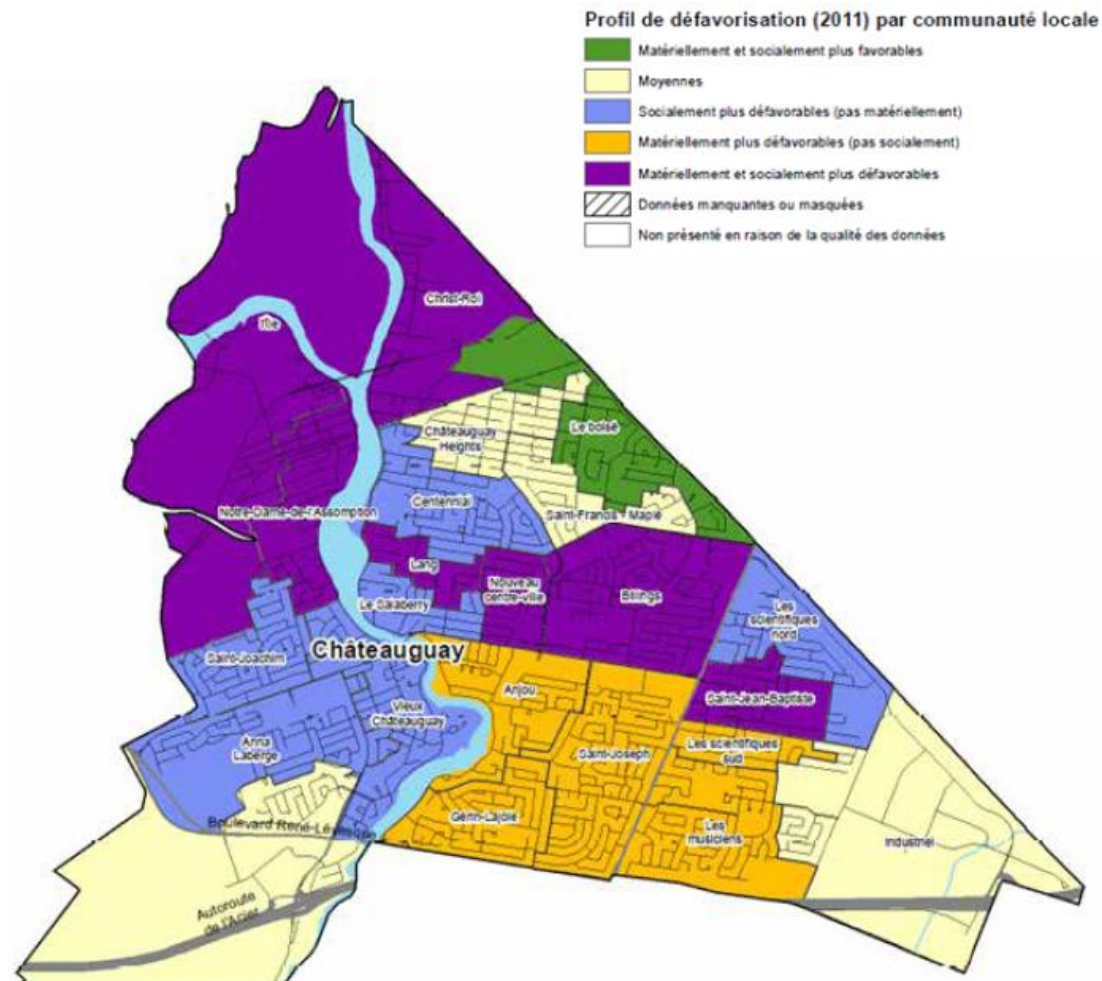 Profil de défavorisation (2011) par communauté locale
Matériellement et socialement plus favorables
Moyennes
Socialement plus défavorables (pas matériellement)
Matériellement plus défavorables (pas socialement)
Matériellement et socialement plus défavorables
Données manquantes ou masquées
Non présenté en raison de la qualité des données
Christ-Roi
l'Île
Le boisé
Châteauguay
Heights
Centennial
Notre-Dame-de-l'Assomption
Saint-Francis - Maple
Lang
Nouveau
centre-ville
Billings
Le Salaberry
Les
scientifiques
nord
Châteauguay
Saint-Joachim
Anjou
Saint-Jean-Baptiste
Vieux
Châteauguay
Anna
Laberge
Saint-Joseph
Les scientifiques
sud
Boulevard René-Lévesque
Gérin-Lajoie
Les
musiciens
Industriel
Autoroute
de l'Acier